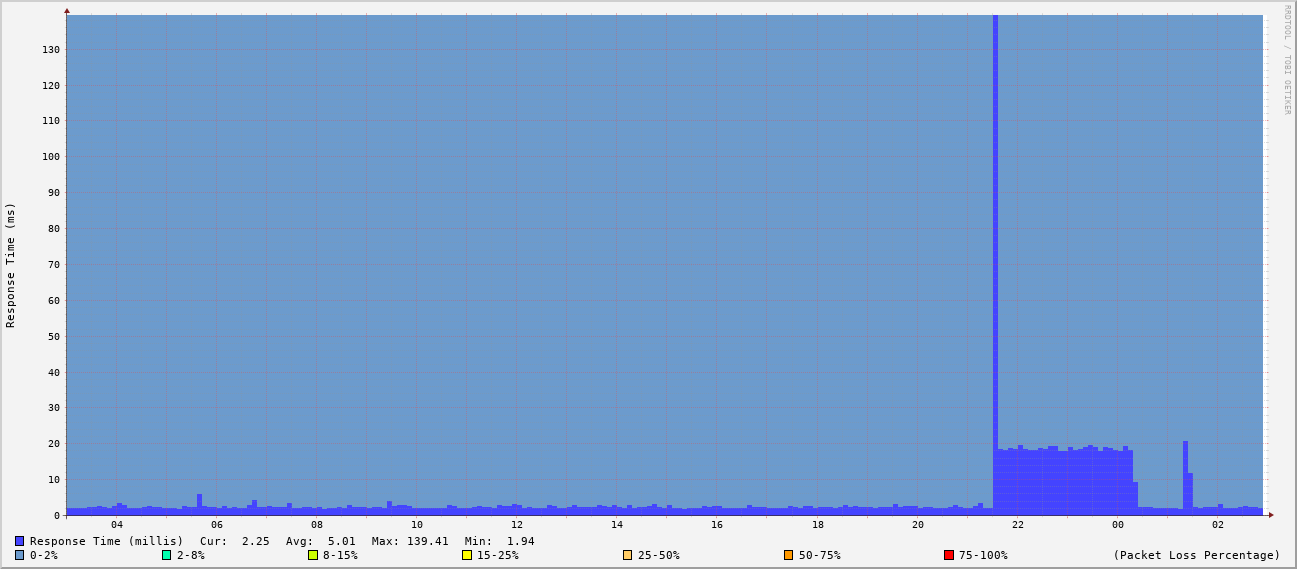 RRDTOOL / TOBI OETIKER
Response Time (ms)
130
120
110
100
90
80
70
60
50
40
30
20
10
0
04 06 08 10 12 14 16 18 20 22 00 02
Response Time (millis) Cur: 2.25 Avg: 5.01 Max: 139.41 Min: 1.94
0-2% 2-8% 8-15% 15-25% 25-50% 50-75% 75-100% (Packet Loss Percentage)